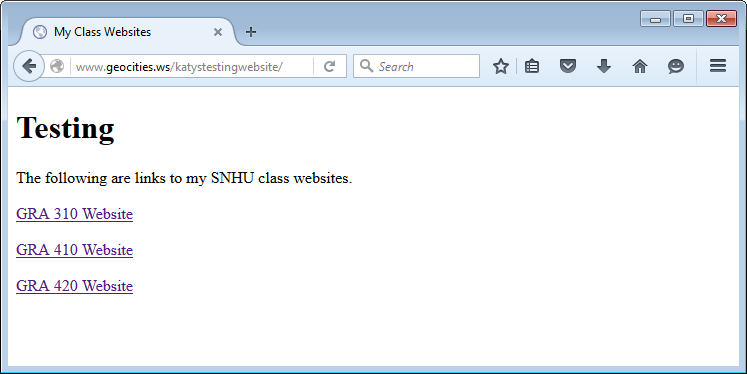 My Class Websites
www.geocities.ws/katystestingwebsite/
Search
Testing
The following are links to my SNHU class websites.
GRA 310 Website
GRA 410 Website
GRA 420 Website